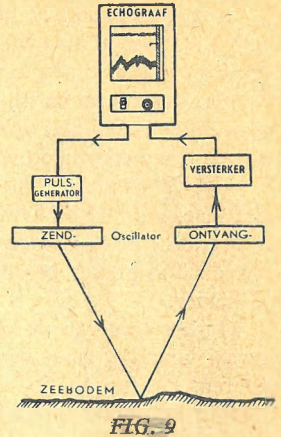 ECHOGRAAF
PULS-
GENERATOR
VERSTERKER
ZEND- Oscillator ONTVANG-
ZEEBODEM
FIG. 9